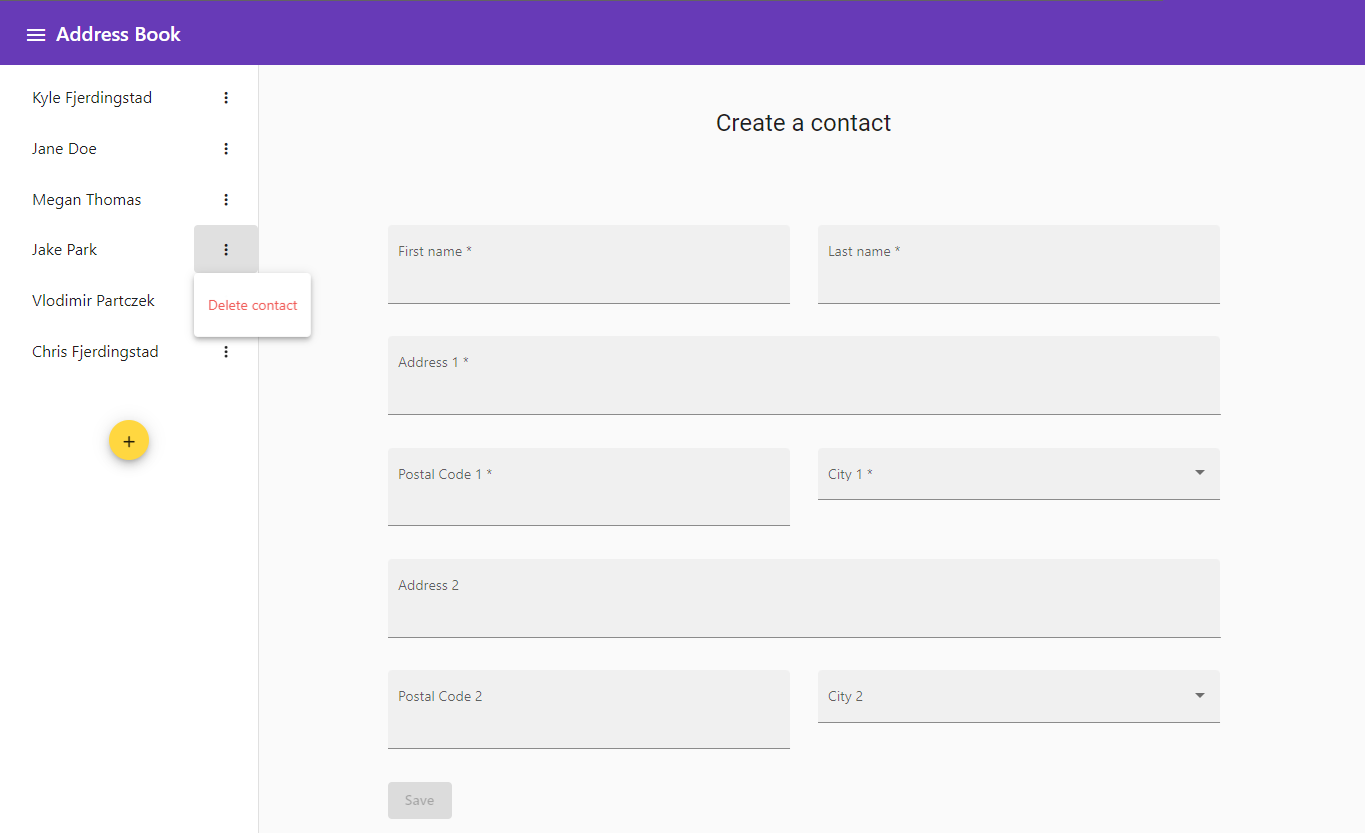 Address Book
Kyle Fjerdingstad
Jane Doe
Megan Thomas
Jake Park
Vlodimir Partczek
Delete contact
Chris Fjerdingstad
+
Create a contact
First name *
Last name *
Address 1 *
Postal Code 1 *
City 1 *
Address 2
Postal Code 2
City 2
Save